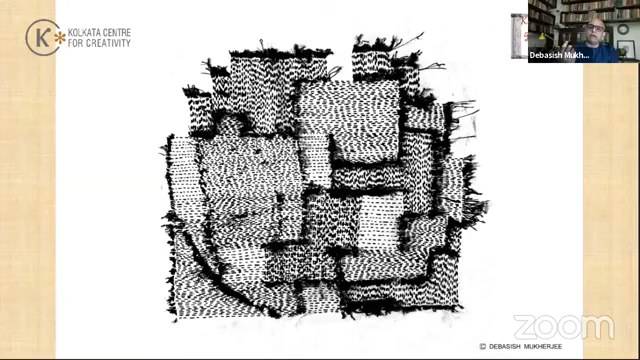 K*
KOLKATA CENTRE
FOR CREATIVITY
Debasish Mukh...
zoom
© DEBASISH MUKHERJEE